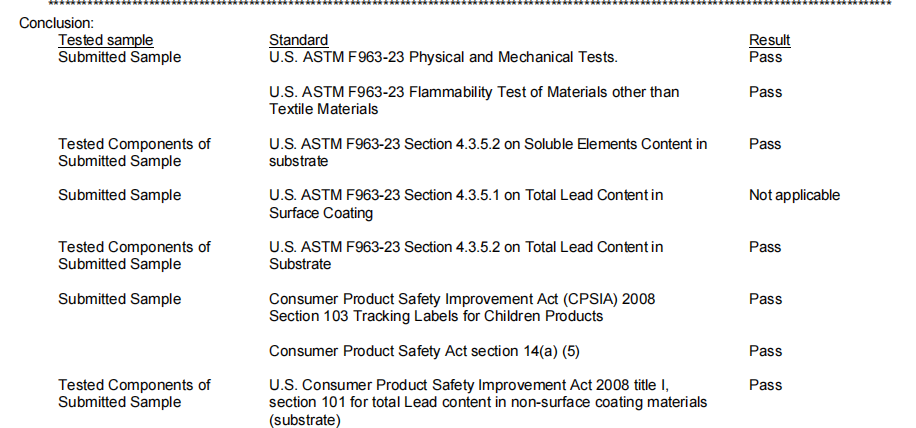 ****************************************************************************************************************************************************************
Conclusion:
Tested sample Standard Result
Submitted Sample U.S. ASTM F963-23 Physical and Mechanical Tests. Pass
U.S. ASTM F963-23 Flammability Test of Materials other than Pass
Textile Materials
Tested Components of U.S. ASTM F963-23 Section 4.3.5.2 on Soluble Elements Content in Pass
Submitted Sample substrate
Submitted Sample U.S. ASTM F963-23 Section 4.3.5.1 on Total Lead Content in Not applicable
Surface Coating
Tested Components of U.S. ASTM F963-23 Section 4.3.5.2 on Total Lead Content in Pass
Submitted Sample Substrate
Submitted Sample Consumer Product Safety Improvement Act (CPSIA) 2008 Pass
Section 103 Tracking Labels for Children Products
Consumer Product Safety Act section 14(a) (5) Pass
Tested Components of U.S. Consumer Product Safety Improvement Act 2008 title I, Pass
Submitted Sample section 101 for total Lead content in non-surface coating materials
(substrate)